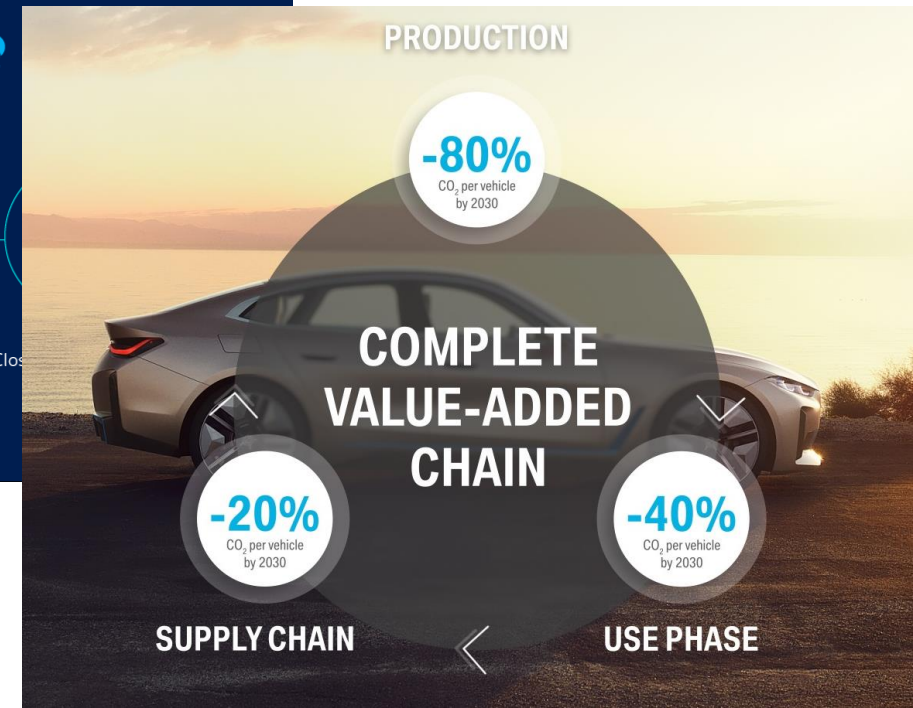 PRODUCTION
-80%
CO₂ per vehicle
by 2030
COMPLETE
VALUE-ADDED
CHAIN
-20%
CO₂ per vehicle
by 2030
-40%
CO₂ per vehicle
by 2030
SUPPLY CHAIN
USE PHASE